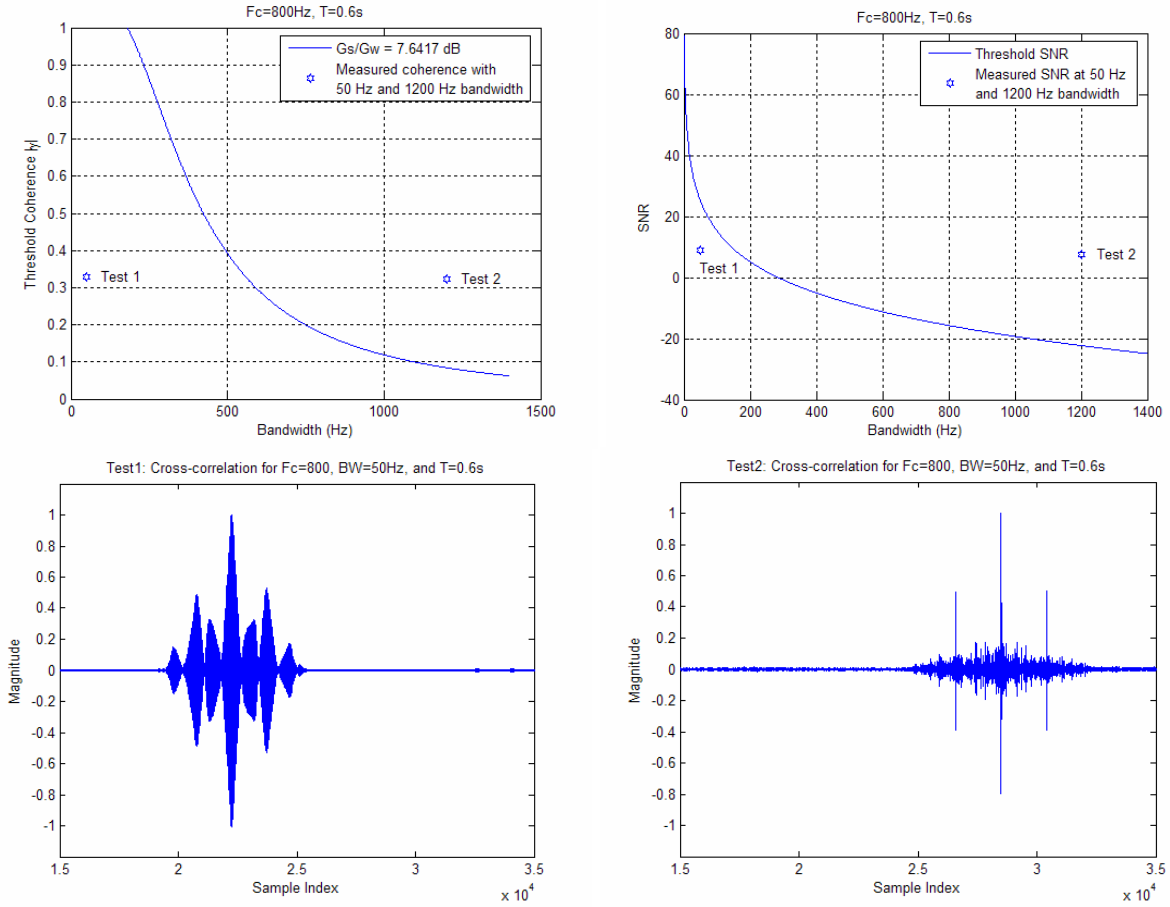 Fc=800Hz, T=0.6s
Gs/Gw = 7.6417 dB
Measured coherence with
50 Hz and 1200 Hz bandwidth
Threshold Coherence |γ|
1
0.9
0.8
0.7
0.6
0.5
0.4
0.3
0.2
0.1
0
Test 1
Test 2
0 500 1000 1500
Bandwidth (Hz)
Fc=800Hz, T=0.6s
Threshold SNR
Measured SNR at 50 Hz
and 1200 Hz bandwidth
SNR
80
60
40
20
0
-20
-40
Test 1
Test 2
0 200 400 600 800 1000 1200 1400
Bandwidth (Hz)
Test1: Cross-correlation for Fc=800, BW=50Hz, and T=0.6s
Magnitude
1
0.8
0.6
0.4
0.2
0
-0.2
-0.4
-0.6
-0.8
-1
1.5 2 2.5 3 3.5
Sample Index
x 10^4
Test2: Cross-correlation for Fc=800, BW=50Hz, and T=0.6s
Magnitude
1
0.8
0.6
0.4
0.2
0
-0.2
-0.4
-0.6
-0.8
-1
1.5 2 2.5 3 3.5
Sample Index
x 10^4